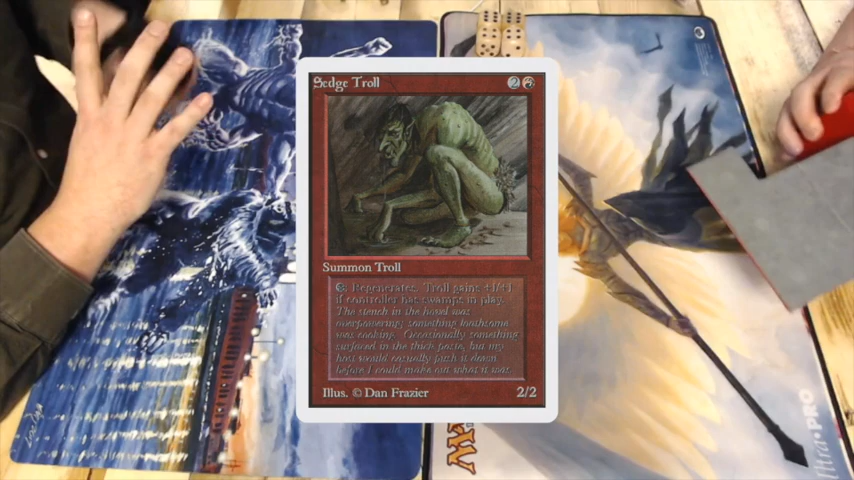 Sedge Troll
2
Summon Troll
: Regenerates. Troll gains +1/+1
if controller has swamps in play.
The stench in the hovel was
overpowering; something loathsome
was cooking. Occasionally something
surfaced in the thick paste, but my
host would casually push it down
before I could make out what it was.
Illus. © Dan Frazier
2/2
Ultra•PRO